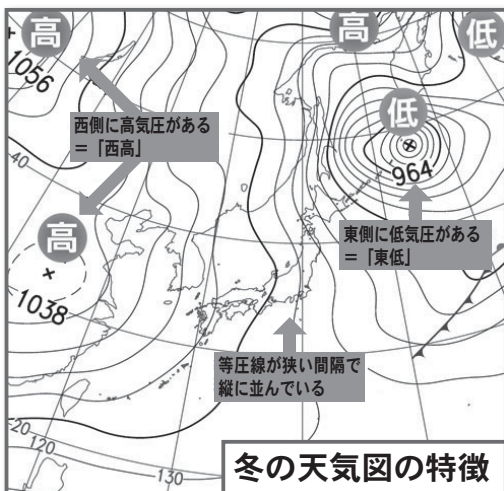 高
高
低
1056
西側に高気圧がある
＝「西高」
低
964
40
高
東側に低気圧がある
＝「東低」
1038
等圧線が狭い間隔で
縦に並んでいる
20
120
130
冬の天気図の特徴